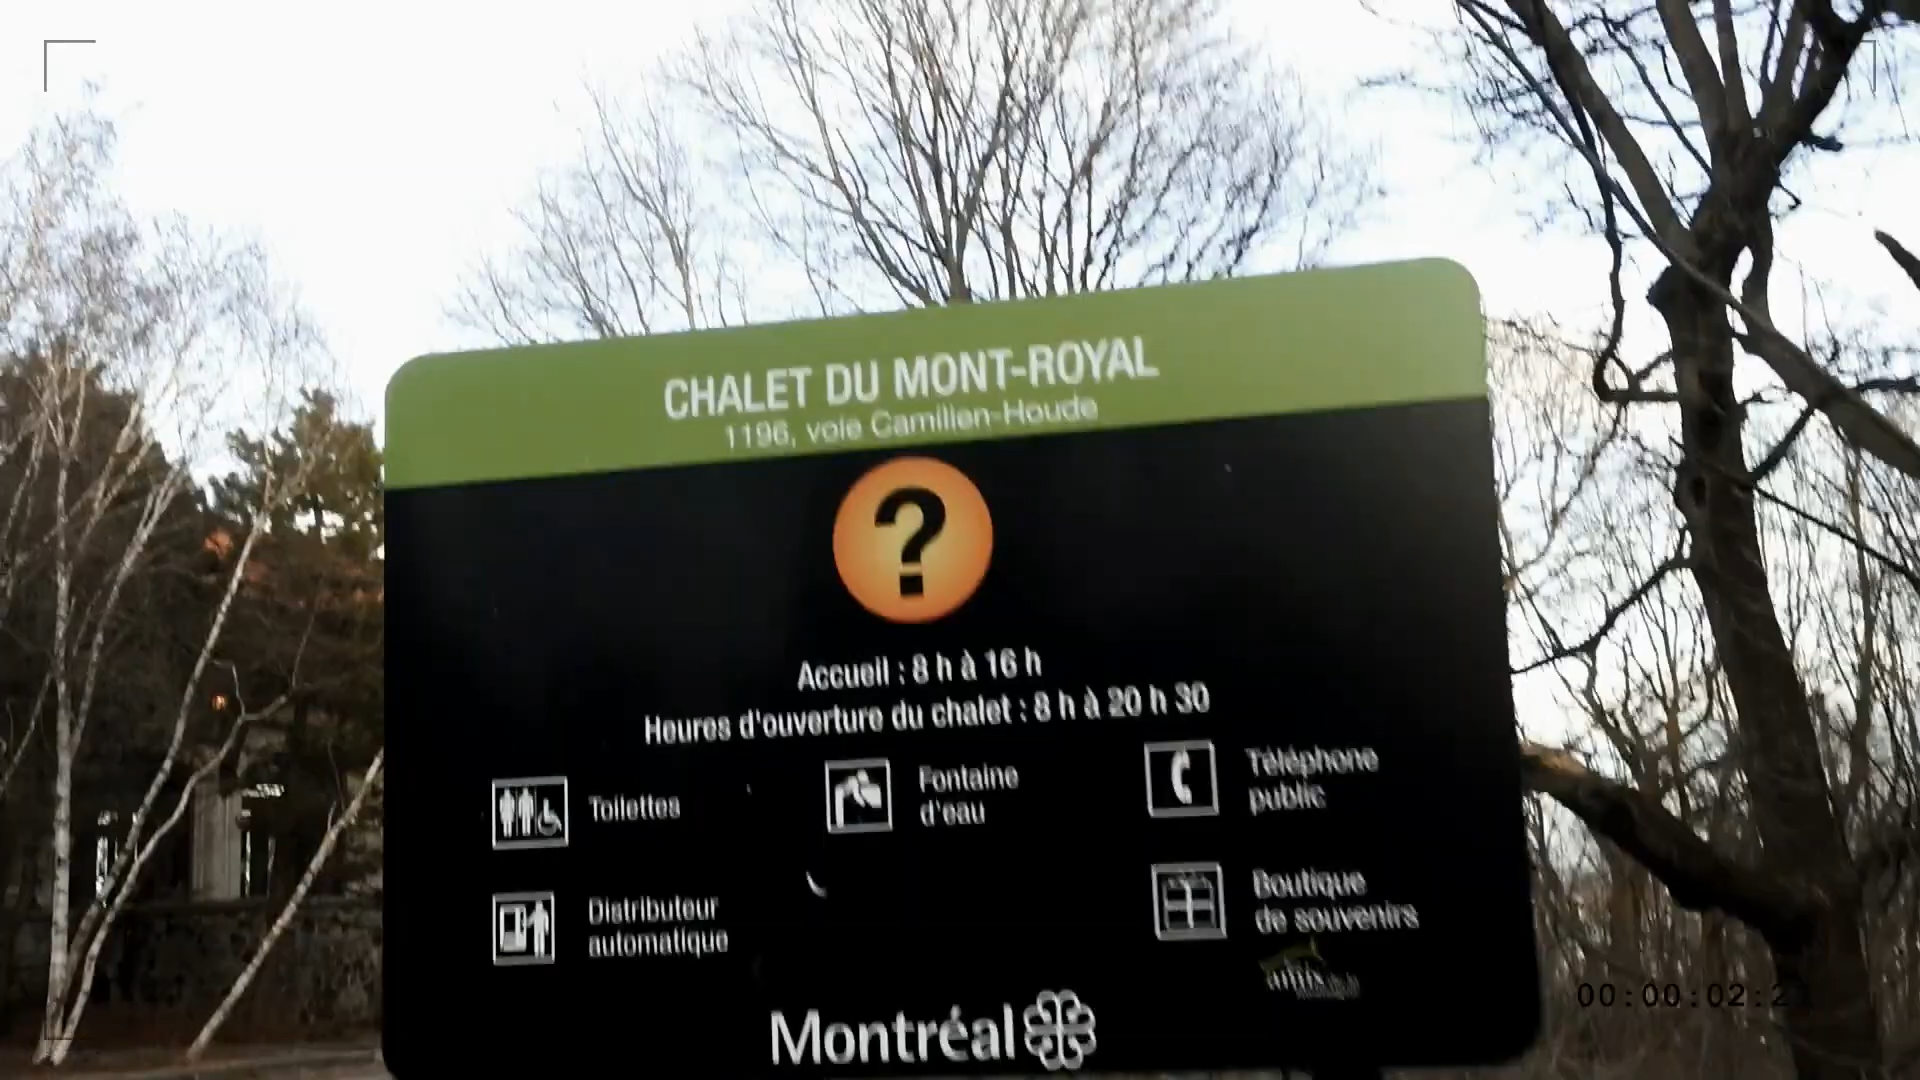 CHALET DU MONT-ROYAL
1196, voie Camillien-Houde
?
Accueil : 8 h à 16 h
Heures d'ouverture du chalet : 8 h à 20 h 30
Toilettes
Fontaine
d'eau
Téléphone
public
Distributeur
automatique
Boutique
de souvenirs
amis
Montréal
00:00:02:2